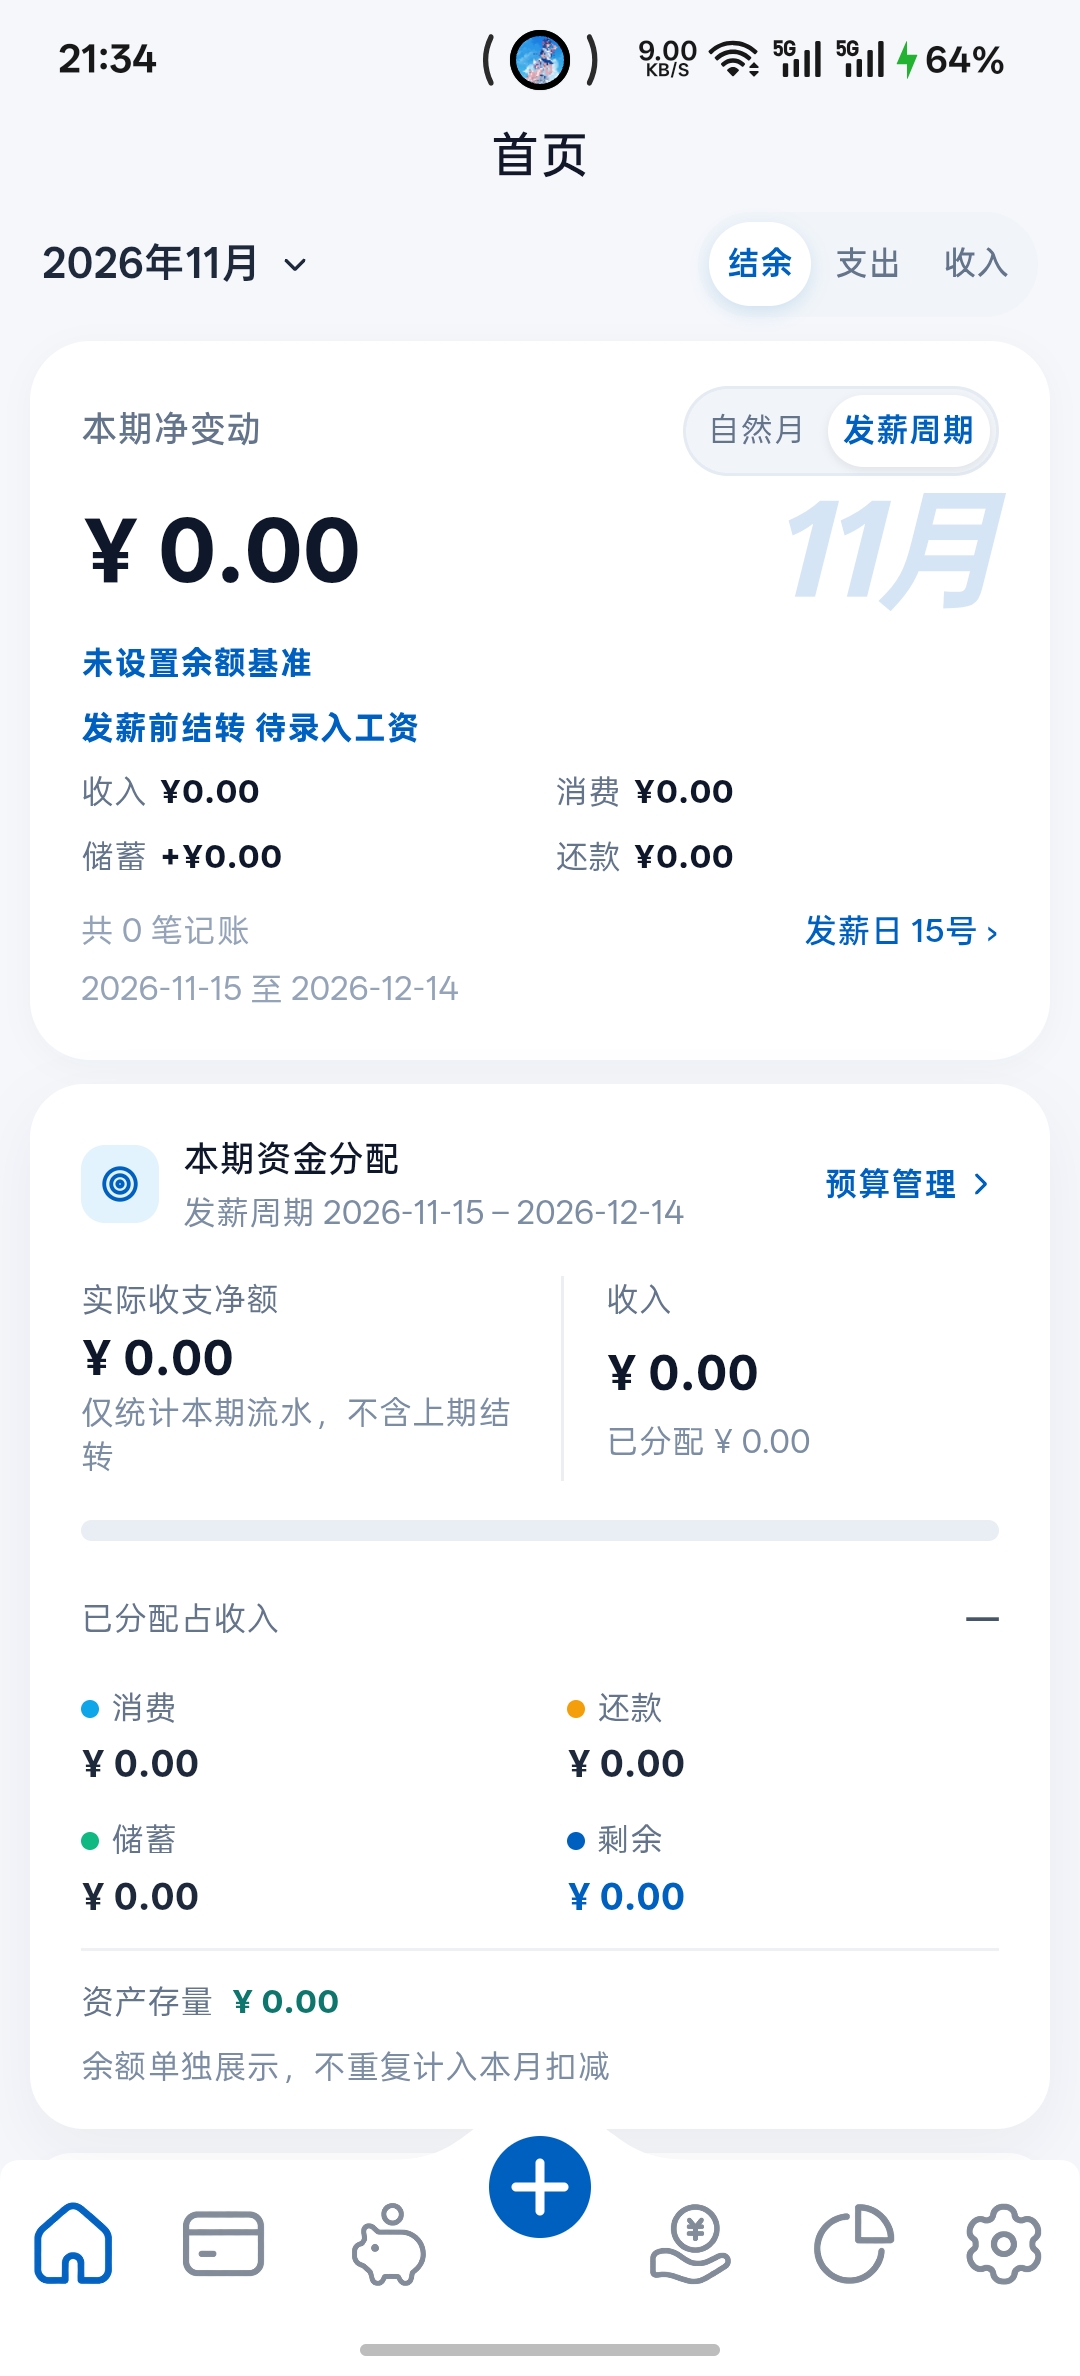 21:34
9.00
KB/S
5G
5G
64%
首页
2026年11月
结余 支出 收入
本期净变动
自然月 发薪周期
¥ 0.00
11月
未设置余额基准
发薪前结转 待录入工资
收入 ¥0.00 消费 ¥0.00
储蓄 +¥0.00 还款 ¥0.00
共 0 笔记账 发薪日 15号 ›
2026-11-15 至 2026-12-14
本期资金分配
发薪周期 2026-11-15 – 2026-12-14
预算管理
实际收支净额
¥ 0.00
仅统计本期流水，不含上期结
转
收入
¥ 0.00
已分配 ¥ 0.00
已分配占收入 —
消费
¥ 0.00
还款
¥ 0.00
储蓄
¥ 0.00
剩余
¥ 0.00
资产存量 ¥ 0.00
余额单独展示，不重复计入本月扣减
¥